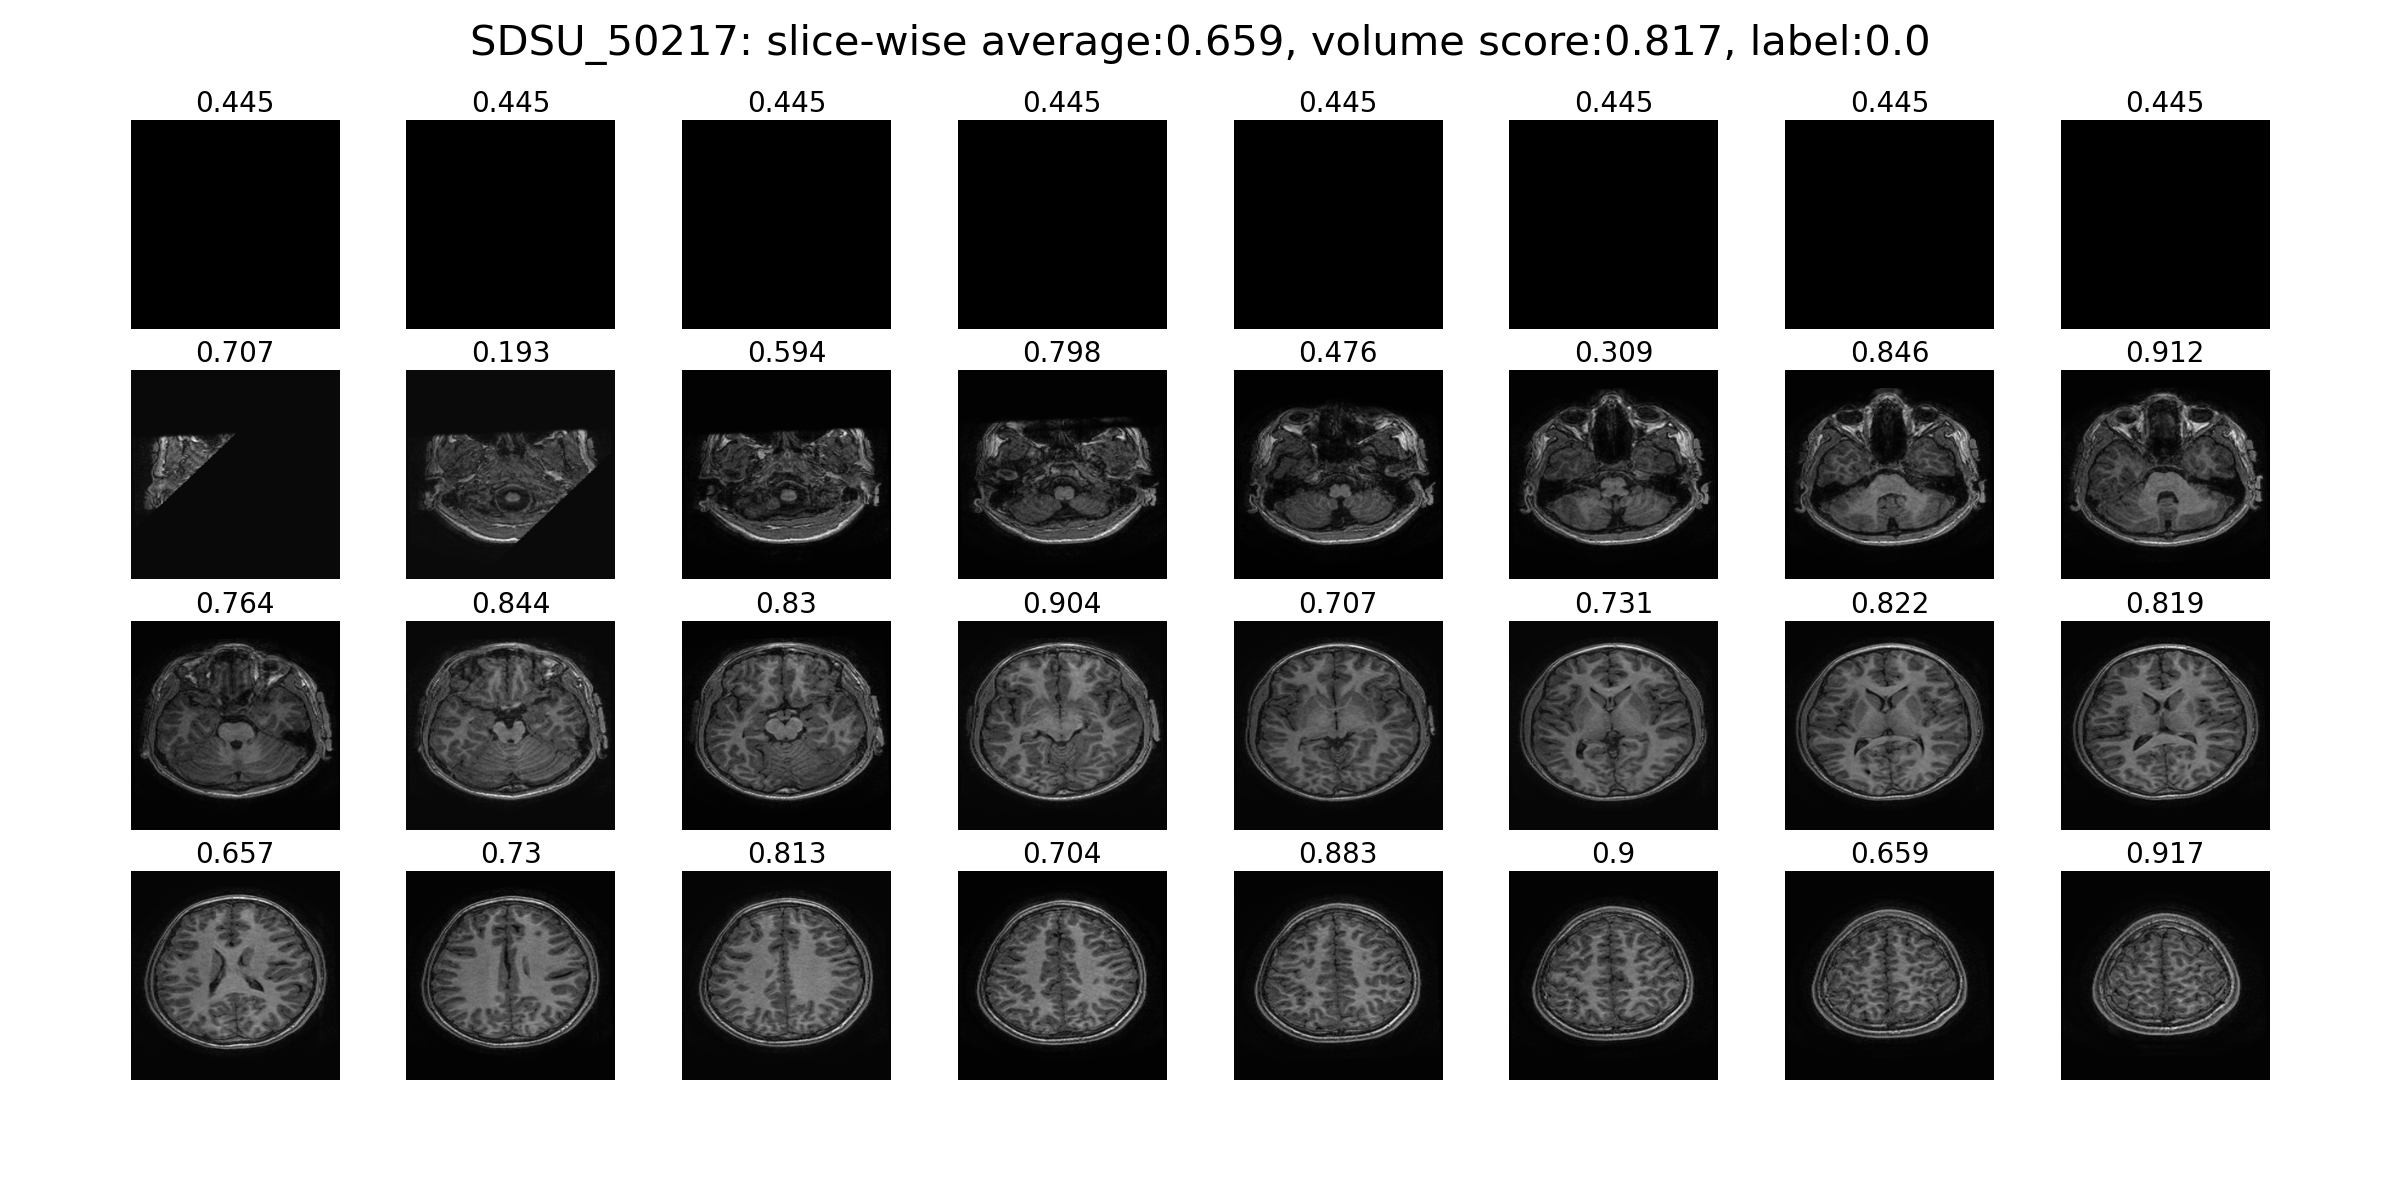 SDSU_50217: slice-wise average:0.659, volume score:0.817, label:0.0
0.445 0.445 0.445 0.445 0.445 0.445 0.445 0.445
0.707 0.193 0.594 0.798 0.476 0.309 0.846 0.912
0.764 0.844 0.83 0.904 0.707 0.731 0.822 0.819
0.657 0.73 0.813 0.704 0.883 0.9 0.659 0.917